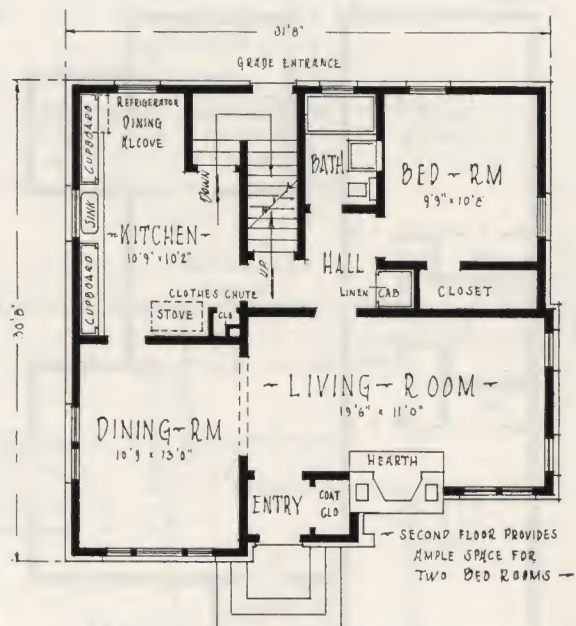 31'8"
GRADE ENTRANCE
REFRIGERATOR
DINING
ALCOVE
CUPBOARD
SINK
CUPBOARD
BATH
BED-RM
9'9" x 10'8"
DOWN
-KITCHEN-
10'9" x 10'2"
UP
HALL
LINEN
CAB
CLOSET
CLOTHES CHUTE
STOVE
CLO
30'8"
-LIVING-ROOM-
19'6" x 11'0"
DINING-RM
10'9 x 13'0"
HEARTH
ENTRY
COAT
CLO
- SECOND FLOOR PROVIDES
AMPLE SPACE FOR
TWO BED ROOMS -